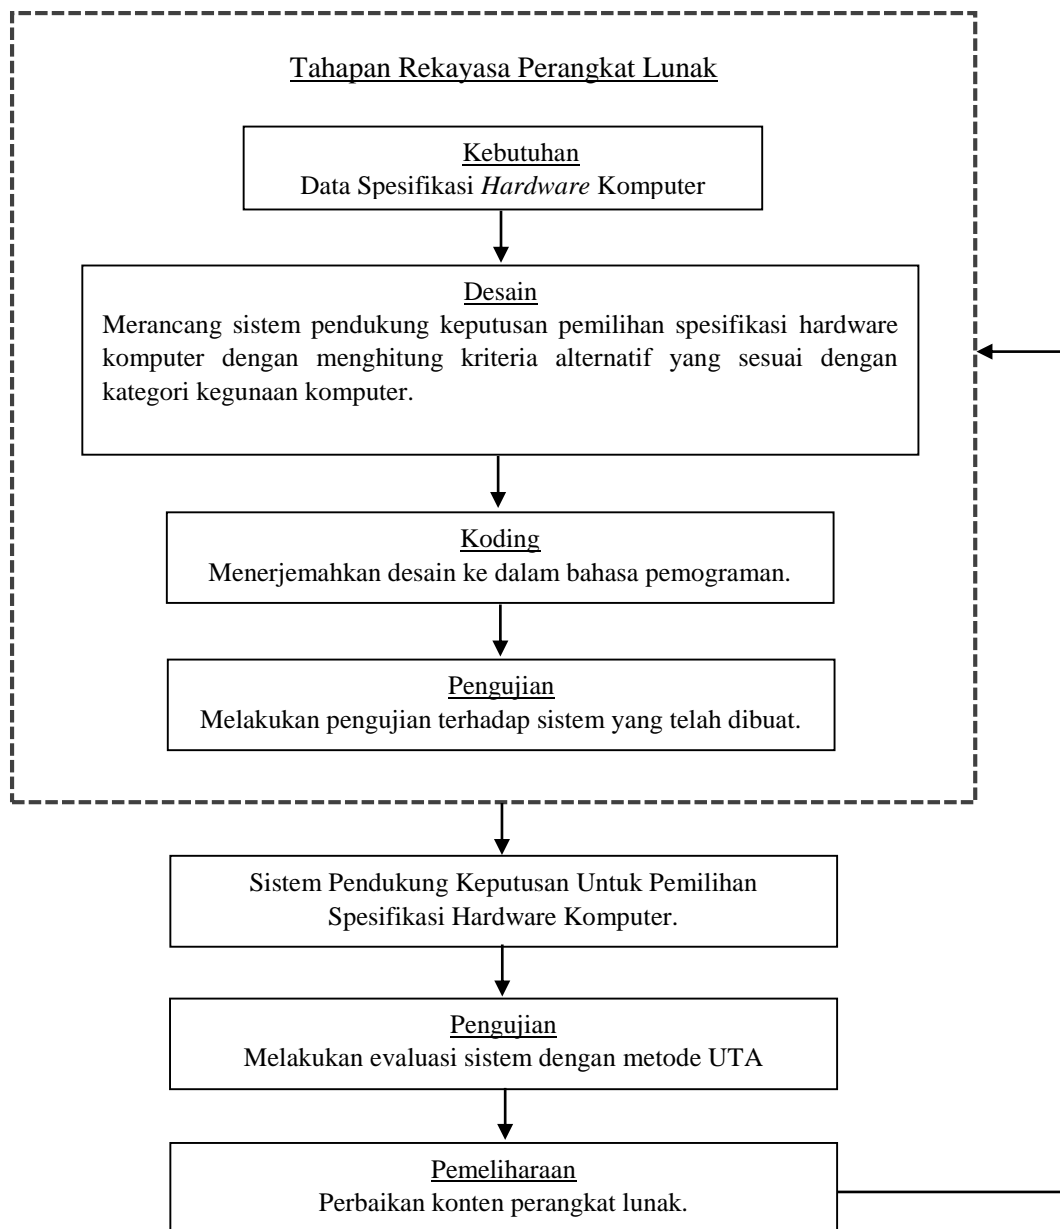 Tahapan Rekayasa Perangkat Lunak
Kebutuhan
Data Spesifikasi Hardware Komputer
Desain
Merancang sistem pendukung keputusan pemilihan spesifikasi hardware
komputer dengan menghitung kriteria alternatif yang sesuai dengan
kategori kegunaan komputer.
Koding
Menerjemahkan desain ke dalam bahasa pemograman.
Pengujian
Melakukan pengujian terhadap sistem yang telah dibuat.
Sistem Pendukung Keputusan Untuk Pemilihan
Spesifikasi Hardware Komputer.
Pengujian
Melakukan evaluasi sistem dengan metode UTA
Pemeliharaan
Perbaikan konten perangkat lunak.